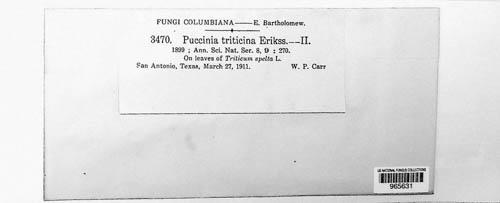 FUNGI COLUMBIANA—E. Bartholomew.
3470. Puccinia triticina Erikss.—II.
1899 ; Ann. Sci. Nat. Ser. 8, 9 : 270.
On leaves of Triticum spelta L.
San Antonio, Texas, March 27, 1911. W. P. Carr
US NATIONAL FUNGUS COLLECTIONS
965631